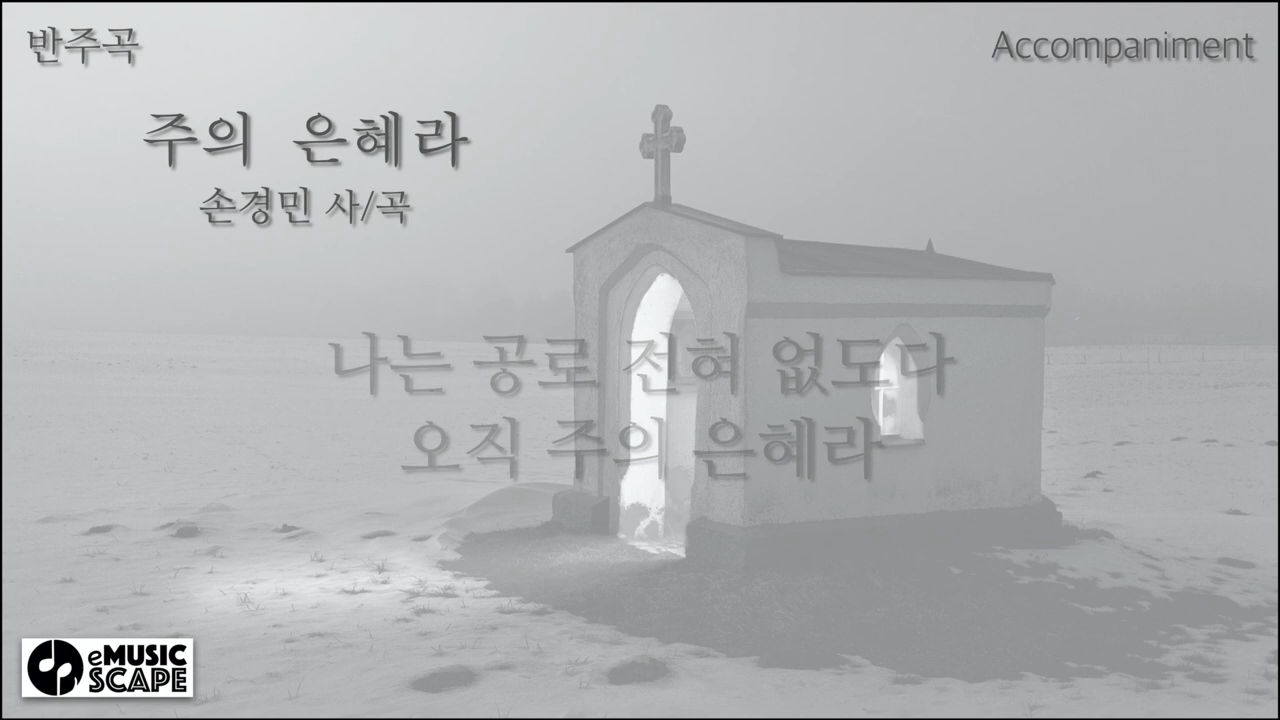 반주곡
Accompaniment
주의 은혜라
손경민 사/곡
나는 공로 전혀 없도다
오직 주의 은혜라
eMUSIC
SCAPE